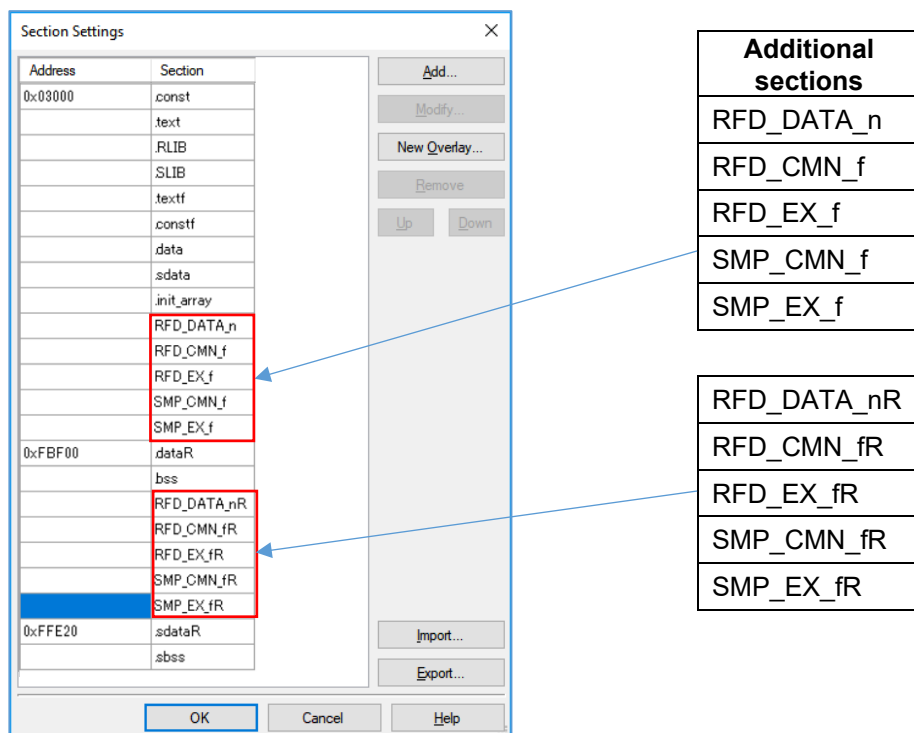 Section Settings
Address Section
0x03000 .const
.text
.RLIB
.SLIB
.textf
.constf
.data
.sdata
.init_array
RFD_DATA_n
RFD_CMN_f
RFD_EX_f
SMP_CMN_f
SMP_EX_f
0xFBF00 .dataR
.bss
RFD_DATA_nR
RFD_CMN_fR
RFD_EX_fR
SMP_CMN_fR
SMP_EX_fR
0xFFE20 .sdataR
.sbss
Add...
Modify...
New Overlay...
Remove
Up Down
Import...
Export...
OK Cancel Help
Additional
sections
RFD_DATA_n
RFD_CMN_f
RFD_EX_f
SMP_CMN_f
SMP_EX_f
RFD_DATA_nR
RFD_CMN_fR
RFD_EX_fR
SMP_CMN_fR
SMP_EX_fR